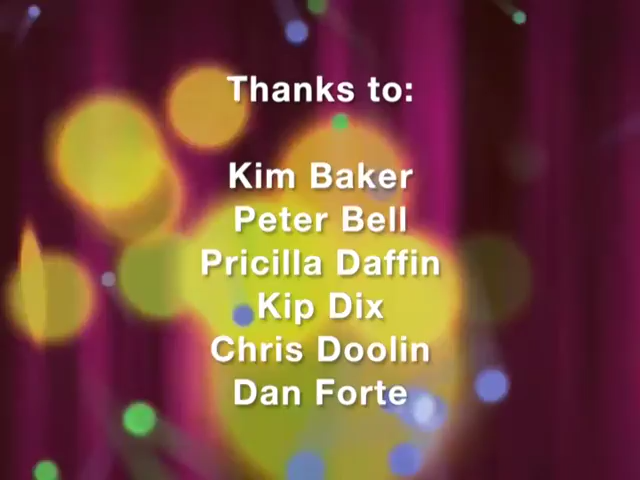 Thanks to:
Kim Baker
Peter Bell
Pricilla Daffin
Kip Dix
Chris Doolin
Dan Forte